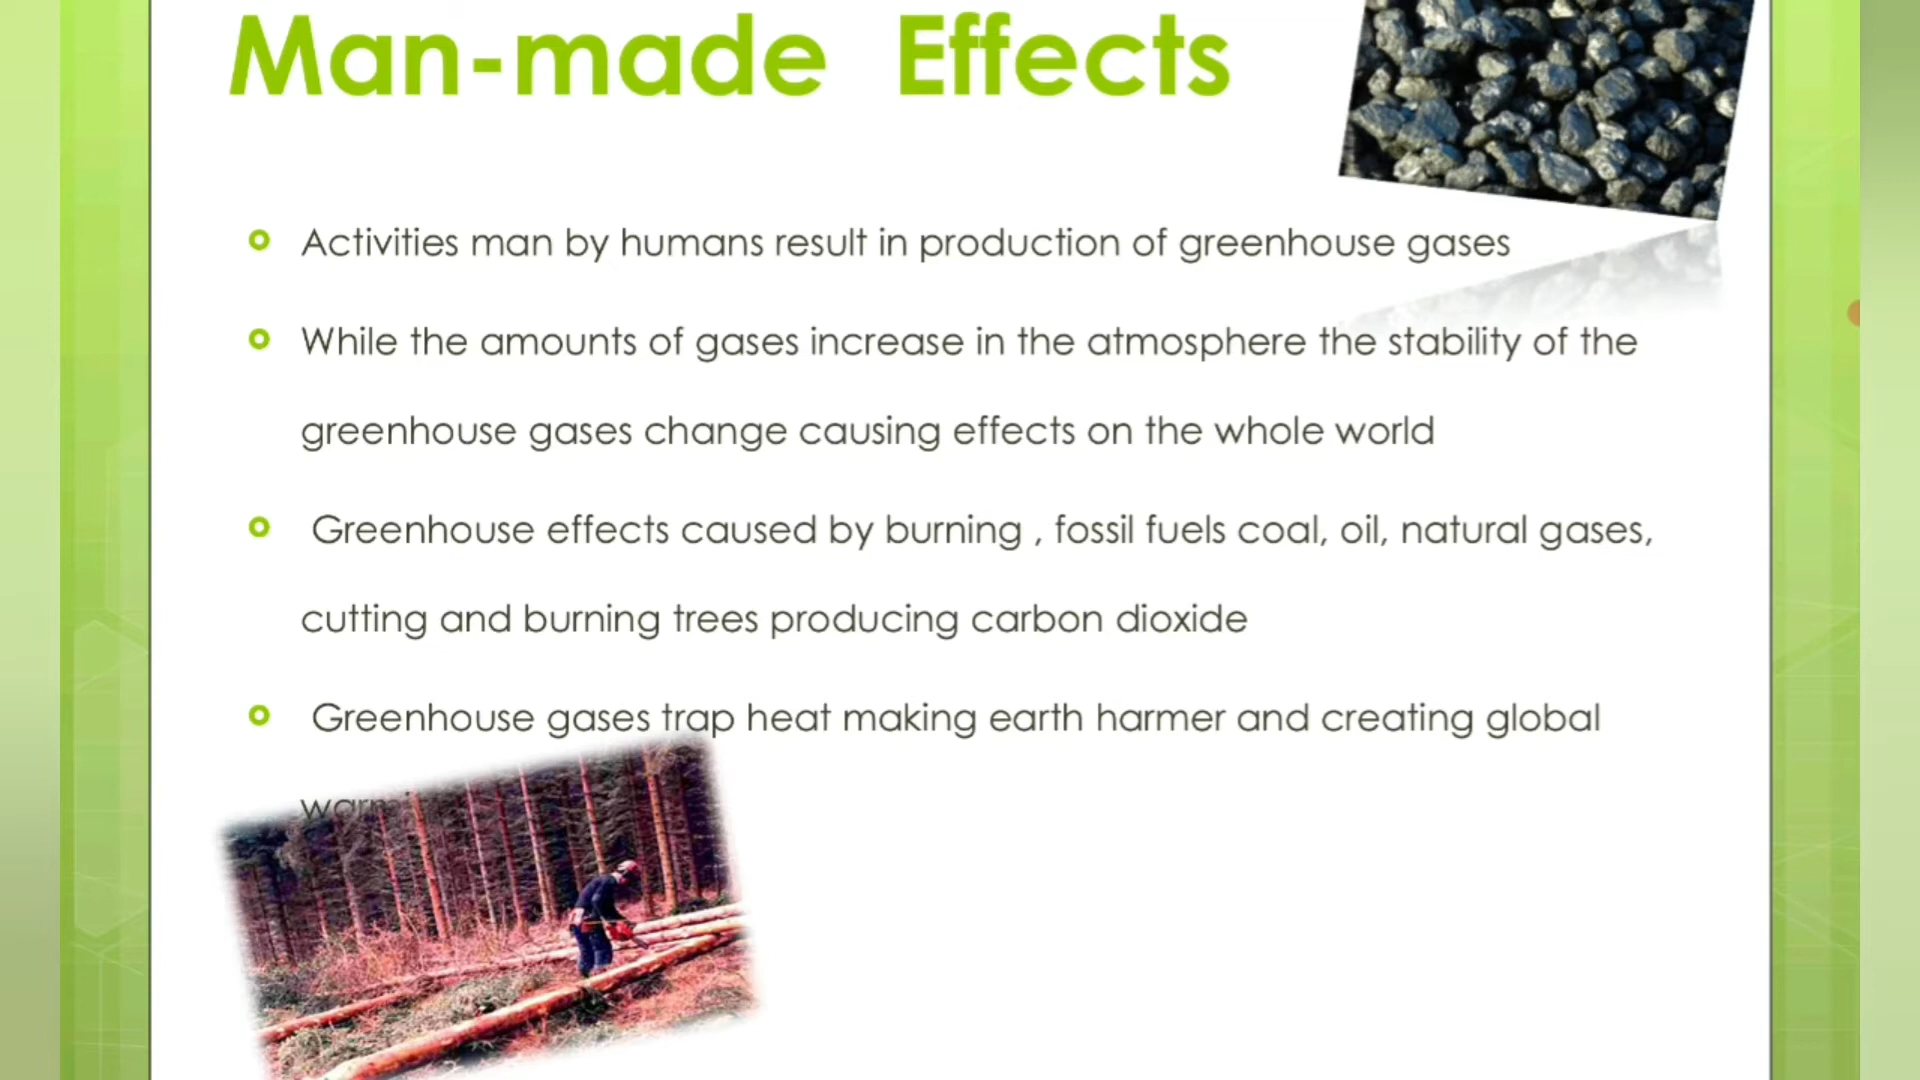 Man-made Effects
Activities man by humans result in production of greenhouse gases
While the amounts of gases increase in the atmosphere the stability of the
greenhouse gases change causing effects on the whole world
Greenhouse effects caused by burning , fossil fuels coal, oil, natural gases,
cutting and burning trees producing carbon dioxide
Greenhouse gases trap heat making earth harmer and creating global